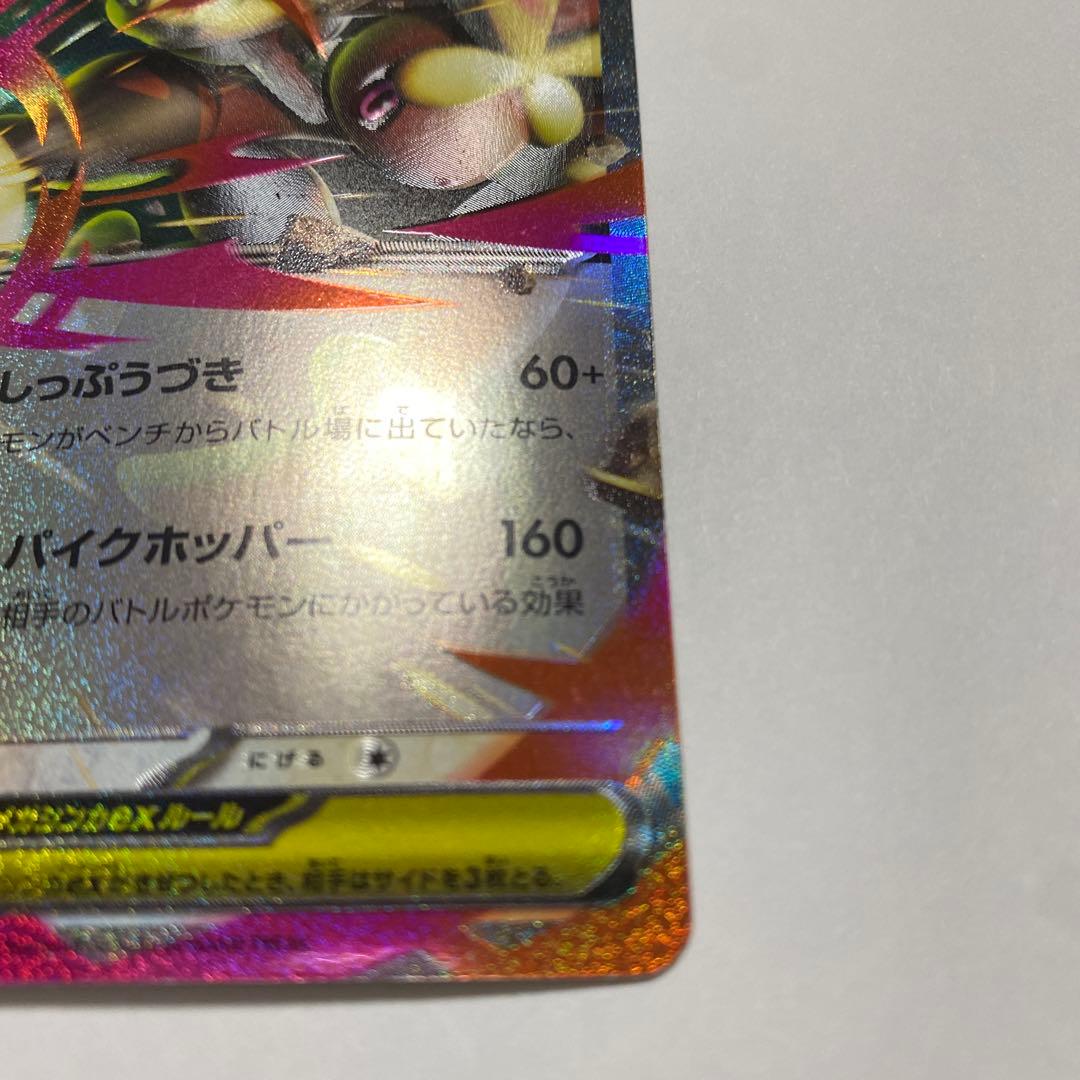 しっぷうづき 60+
モンがベンチからバトル場に出ていたなら、
パイクホッパー 160
相手のバトルポケモンにかかっている効果
にげる
exルール
したとき、相手はサイドを3枚とる。